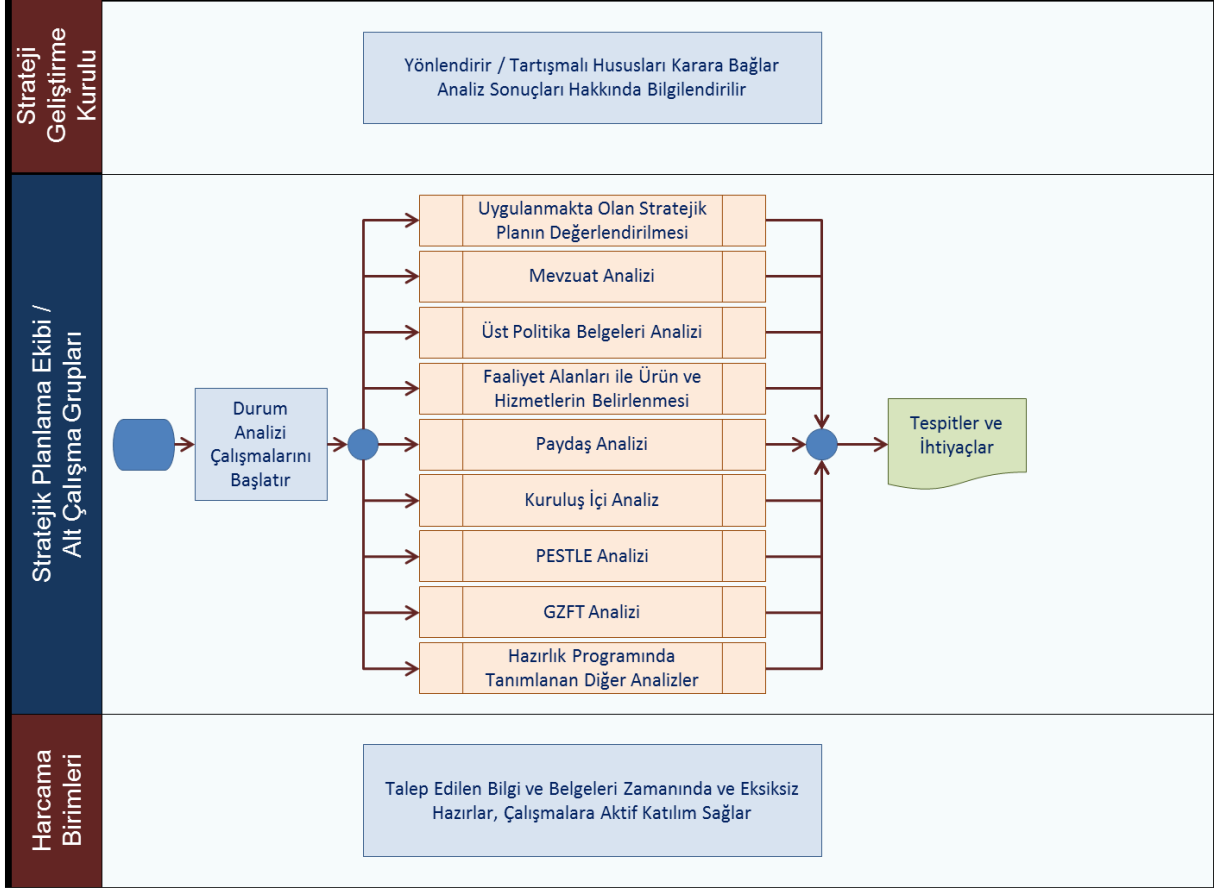 Strateji
Geliştirme
Kurulu
Yönlendirir / Tartışmalı Hususları Karara Bağlar
Analiz Sonuçları Hakkında Bilgilendirilir
Stratejik Planlama Ekibi /
Alt Çalışma Grupları
Durum
Analizi
Çalışmalarını
Başlatır
Uygulanmakta Olan Stratejik
Planın Değerlendirilmesi
Mevzuat Analizi
Üst Politika Belgeleri Analizi
Faaliyet Alanları ile Ürün ve
Hizmetlerin Belirlenmesi
Paydaş Analizi
Kuruluş İçi Analiz
PESTLE Analizi
GZFT Analizi
Hazırlık Programında
Tanımlanan Diğer Analizler
Tespitler ve
İhtiyaçlar
Harcama
Birimleri
Talep Edilen Bilgi ve Belgeleri Zamanında ve Eksiksiz
Hazırlar, Çalışmalara Aktif Katılım Sağlar